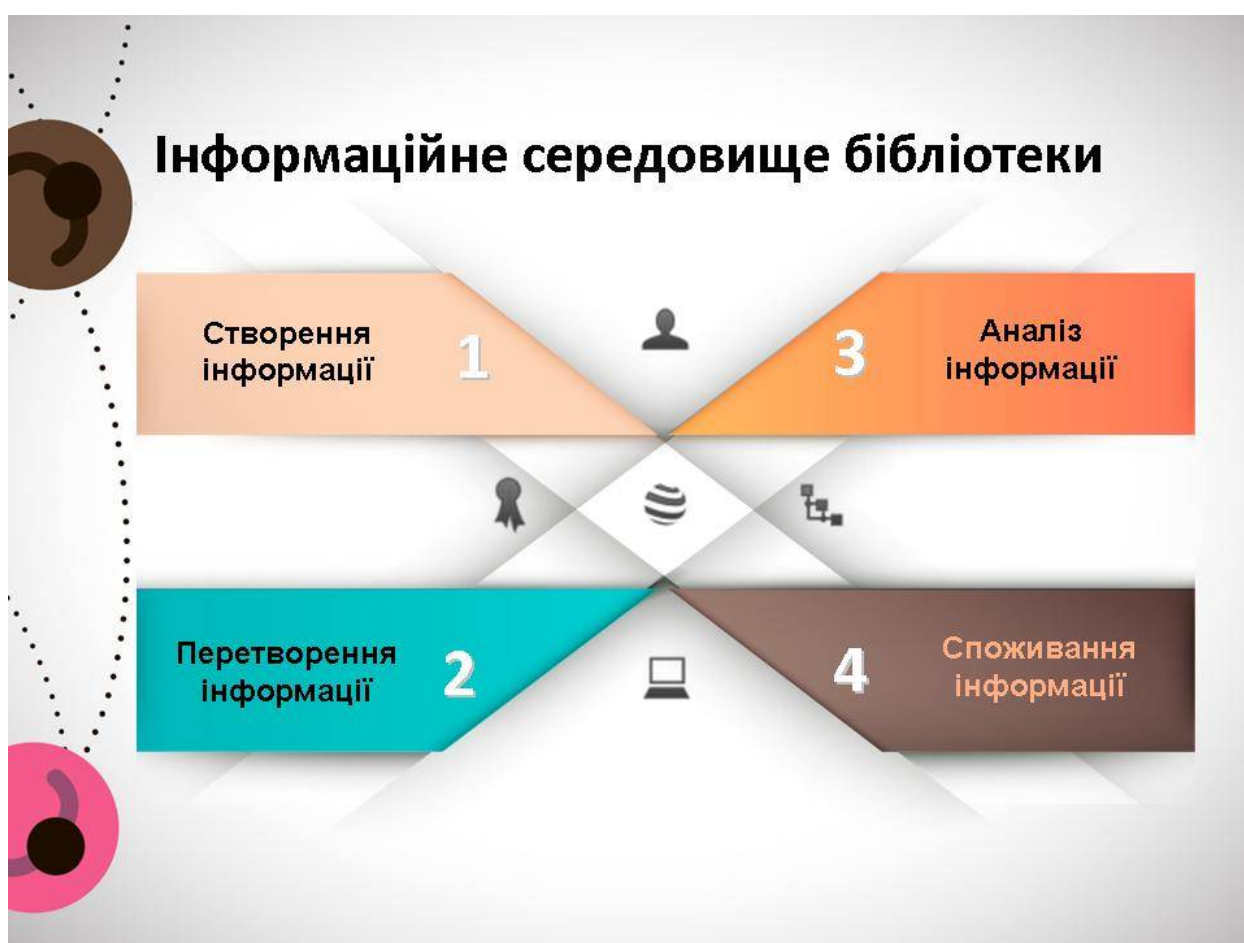 Інформаційне середовище бібліотеки
Створення
інформації
1
Перетворення
інформації
2
3
Аналіз
інформації
4
Споживання
інформації